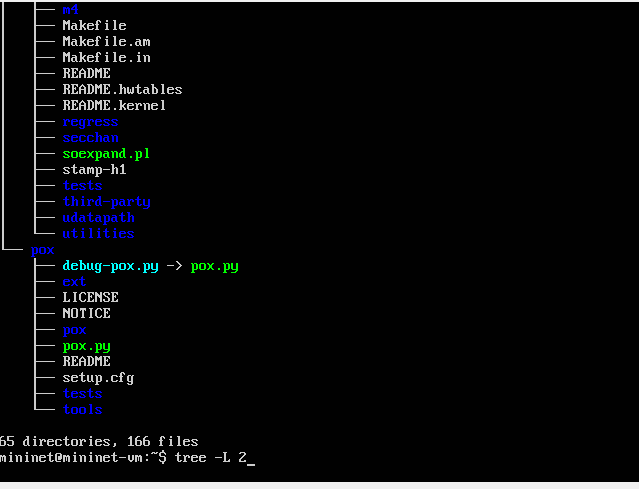 m4
Makefile
Makefile.am
Makefile.in
README
README.hwtables
README.kernel
regress
secchan
soexpand.pl
stamp-h1
tests
third-party
udatapath
utilities
pox
debug-pox.py -> pox.py
ext
LICENSE
NOTICE
pox
pox.py
README
setup.cfg
tests
tools
65 directories, 166 files
mininet@mininet-vm:~$ tree -L 2_